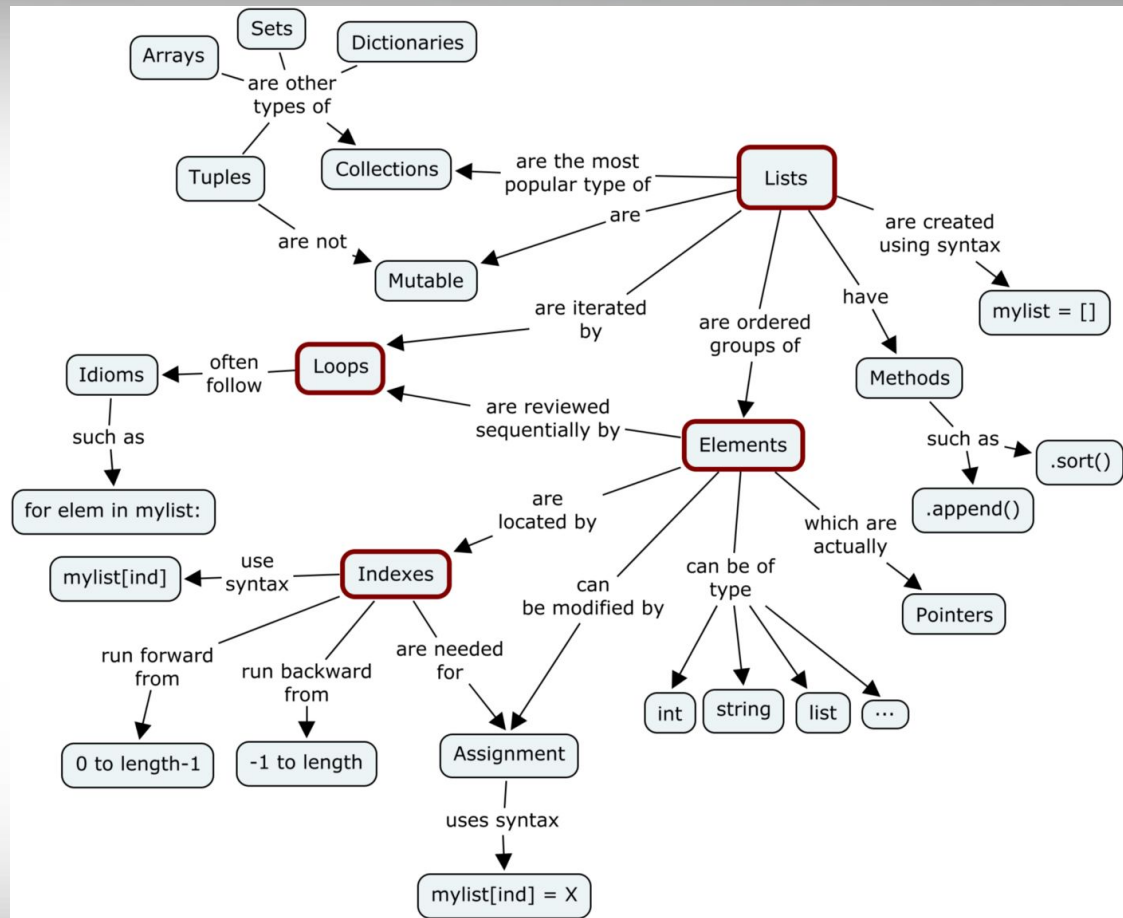 Sets
Arrays
Dictionaries
are other
types of
Tuples
Collections
are the most
popular type of
Lists
are not
are
Mutable
are created
using syntax
mylist = []
are iterated
by
are ordered
groups of
have
Methods
Idioms
often
follow
Loops
such as
are reviewed
sequentially by
Elements
such as
.sort()
.append()
for elem in mylist:
are
located by
which are
actually
mylist[ind]
use
syntax
Indexes
can
be modified by
can be of
type
Pointers
run forward
from
run backward
from
are needed
for
int
string
list
...
0 to length-1
-1 to length
Assignment
uses syntax
mylist[ind] = X